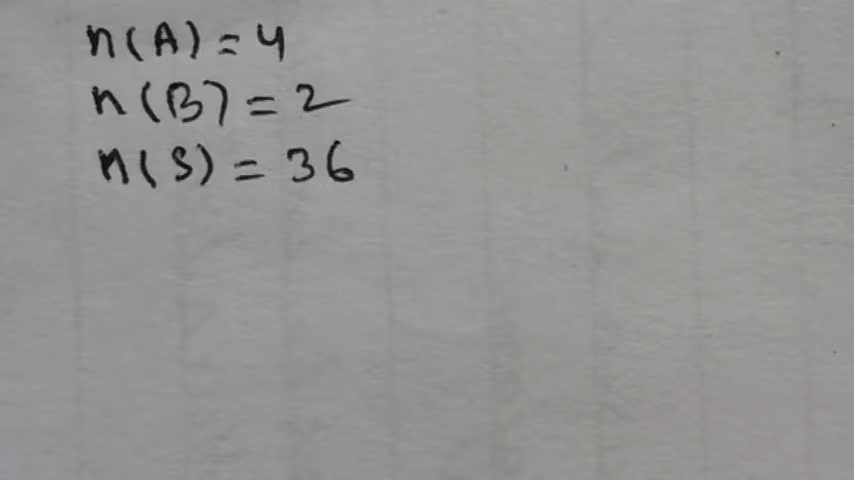 n(A) = 4
n(B) = 2
n(S) = 36